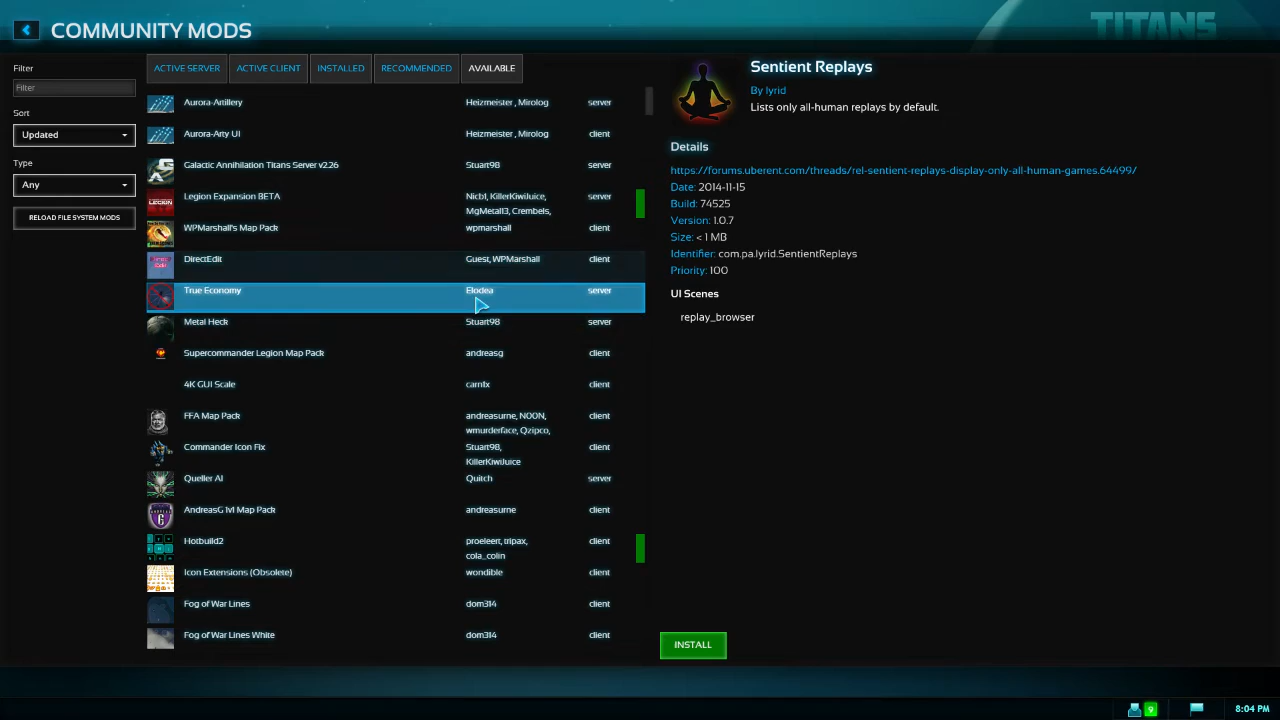 COMMUNITY MODS
TITANS
Filter
Filter
Sort
Updated
Type
Any
RELOAD FILE SYSTEM MODS
ACTIVE SERVER
ACTIVE CLIENT
INSTALLED
RECOMMENDED
AVAILABLE
Aurora-Artillery Heizmeister , Mirolog server
Aurora-Arty UI Heizmeister , Mirolog client
Galactic Annihilation Titans Server v2.26 Stuart98 server
Legion Expansion BETA Nicb1, KillerKiwiJuice, server
MgMetal13, Crembels,
WPMarshall's Map Pack wpmarshall client
DirectEdit Guest, WPMarshall client
True Economy Elodea server
Metal Heck Stuart98 server
Supercommander Legion Map Pack andreasg client
4K GUI Scale camtx client
FFA Map Pack andreasurne, N00N, client
wmurderface, Qzipco,
Commander Icon Fix Stuart98, client
KillerKiwiJuice
Queller AI Quitch server
AndreasG 1v1 Map Pack andreasurne client
Hotbuild2 proeleert, tripax, client
cola_colin
Icon Extensions (Obsolete) wondible client
Fog of War Lines dom314 client
Fog of War Lines White dom314 client
Sentient Replays
By lyrid
Lists only all-human replays by default.
Details
https://forums.uberent.com/threads/rel-sentient-replays-display-only-all-human-games.64499/
Date: 2014-11-15
Build: 74525
Version: 1.0.7
Size: < 1 MB
Identifier: com.pa.lyrid.SentientReplays
Priority: 100
UI Scenes
replay_browser
INSTALL
9
8:04 PM